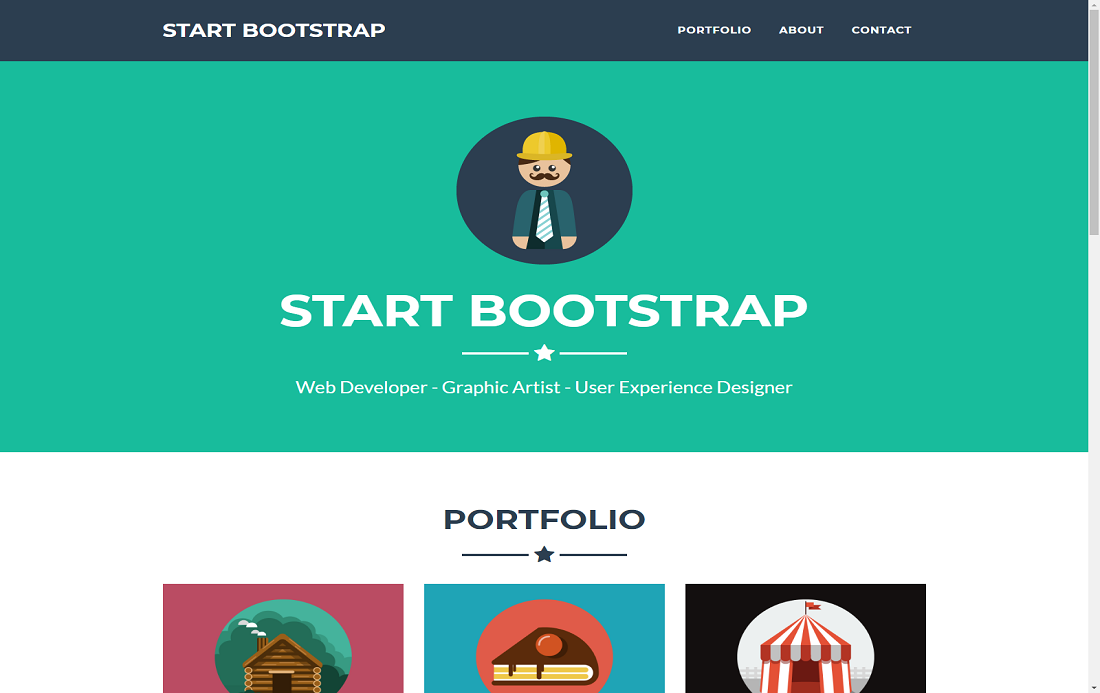 START BOOTSTRAP
PORTFOLIO ABOUT CONTACT
START BOOTSTRAP
Web Developer - Graphic Artist - User Experience Designer
PORTFOLIO